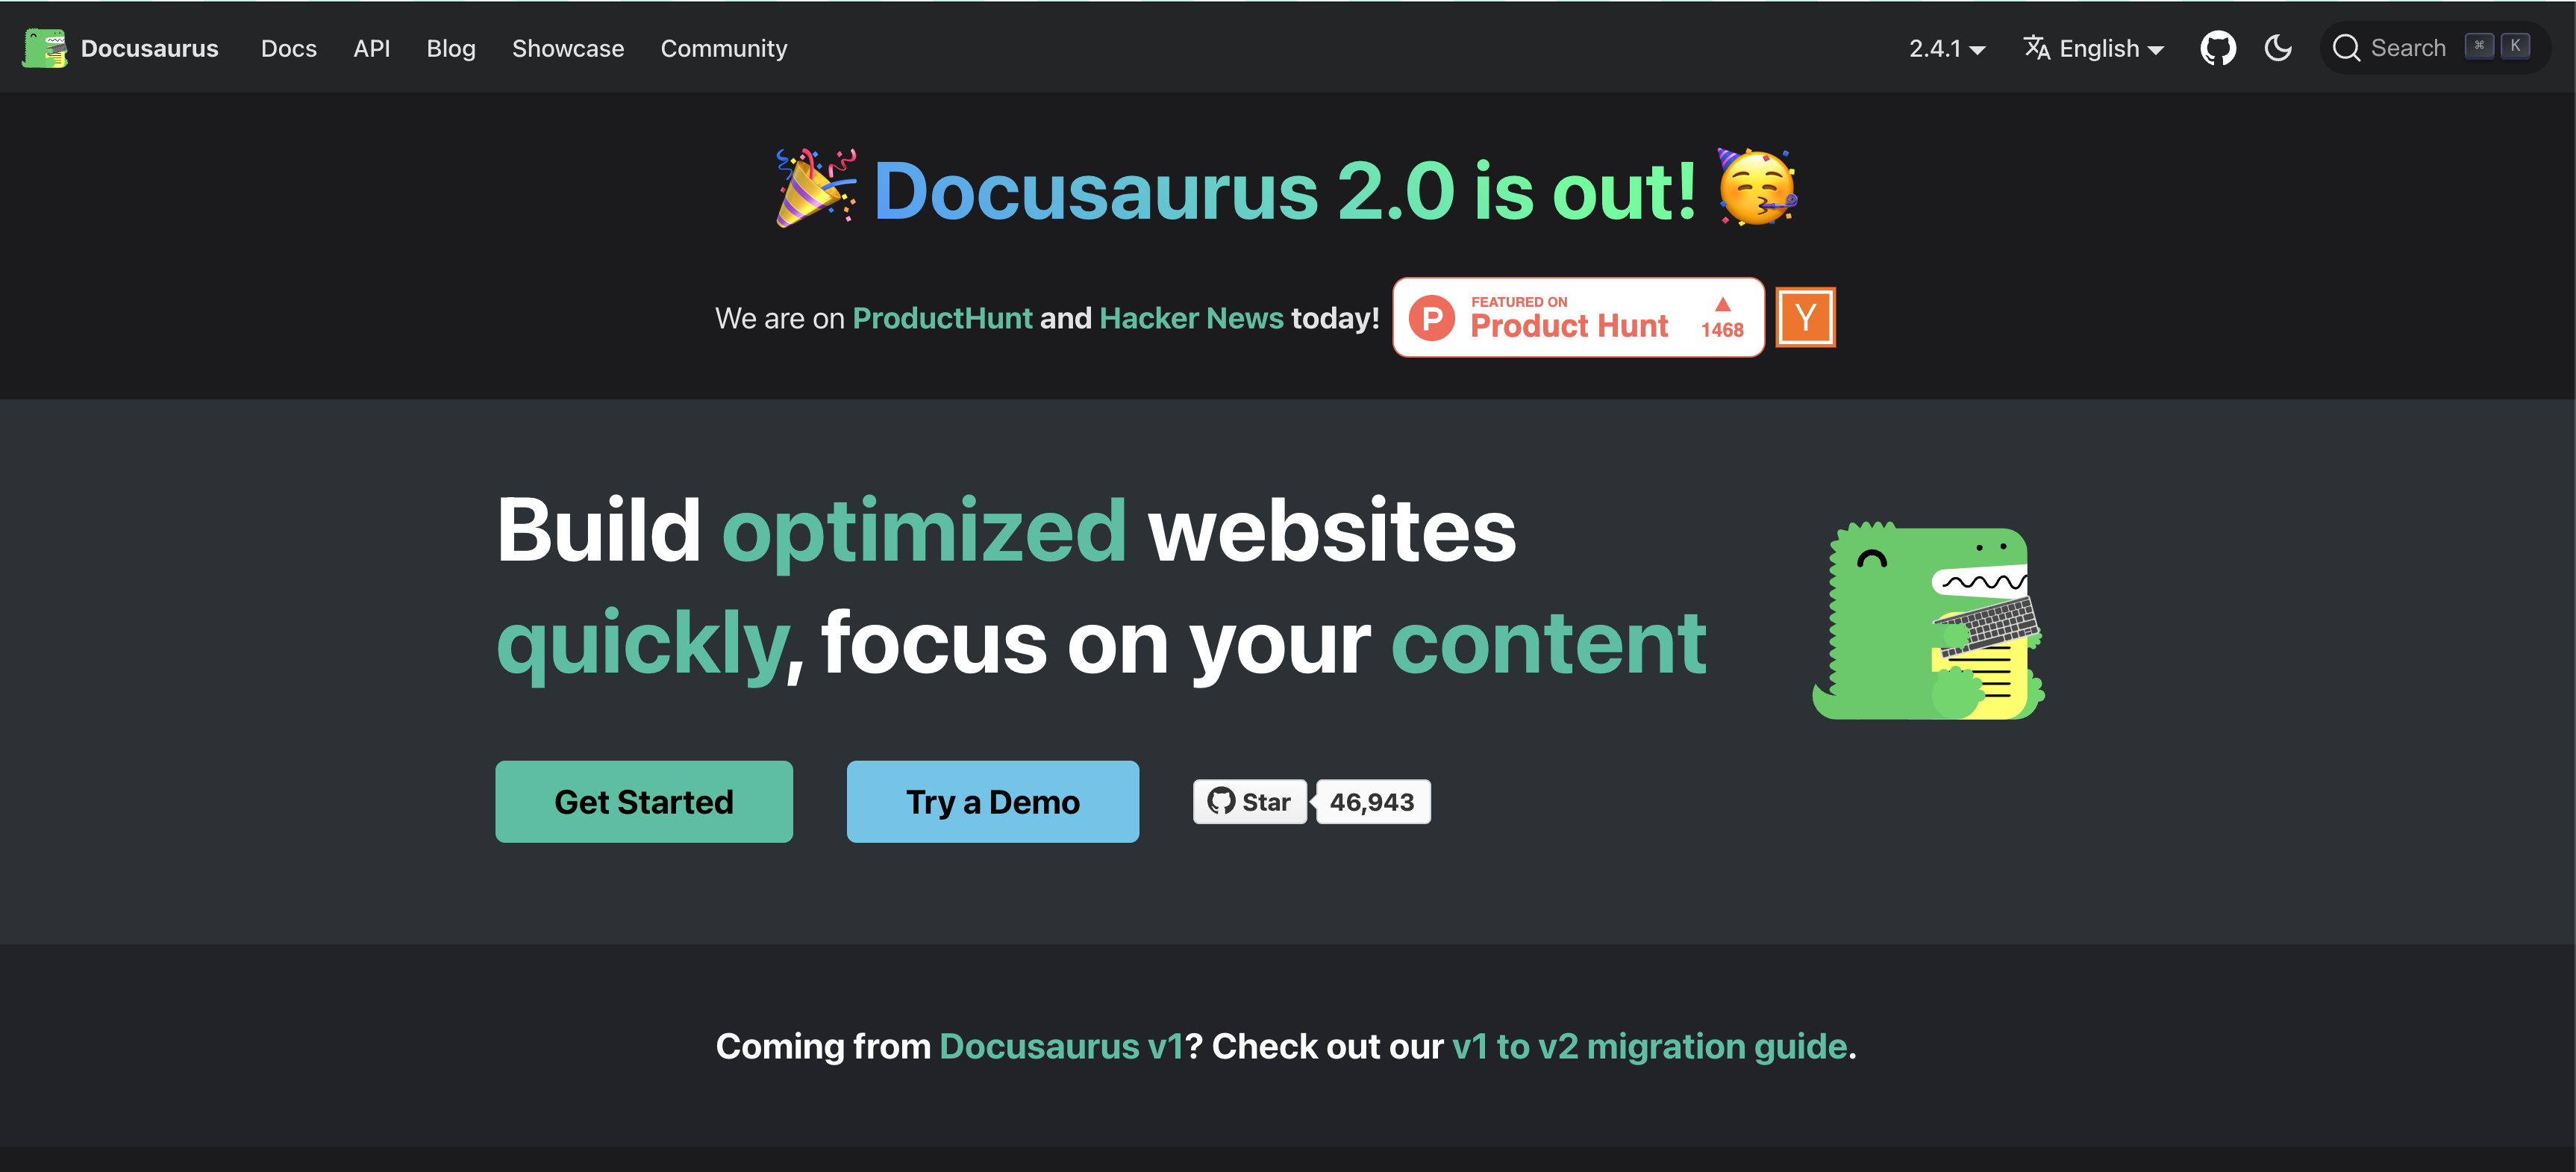 Docusaurus Docs API Blog Showcase Community 2.4.1 English Search ⌘ K
Docusaurus 2.0 is out!
We are on ProductHunt and Hacker News today!
P FEATURED ON
Product Hunt
1468
Y
Build optimized websites
quickly, focus on your content
Get Started Try a Demo Star 46,943
Coming from Docusaurus v1? Check out our v1 to v2 migration guide.